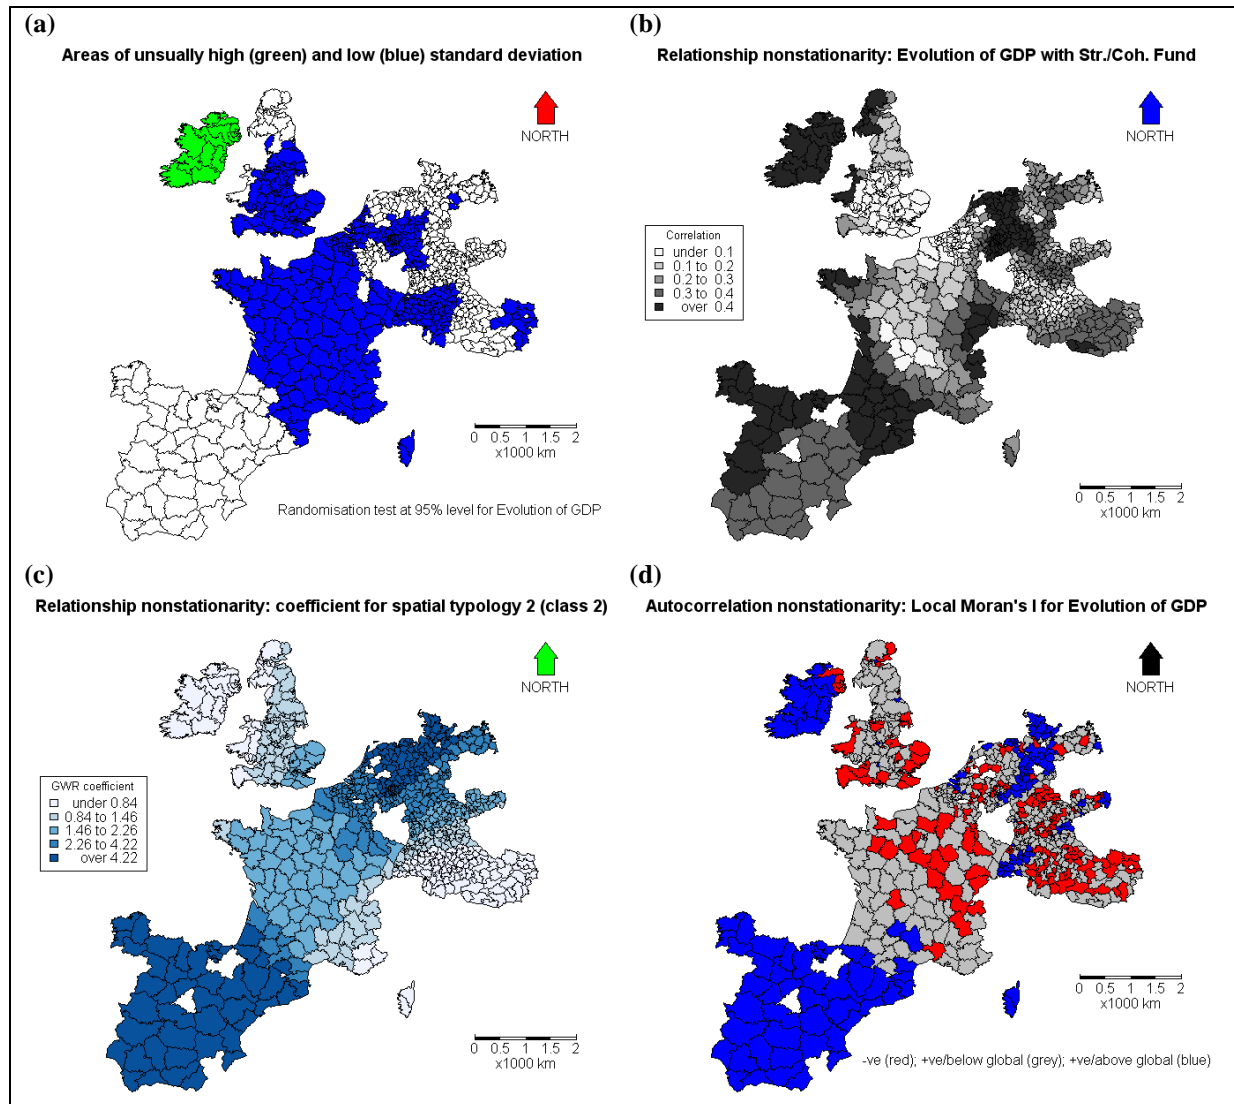 (a)
Areas of unsually high (green) and low (blue) standard deviation
NORTH
0 0.5 1 1.5 2
x1000 km
Randomisation test at 95% level for Evolution of GDP
(b)
Relationship nonstationarity: Evolution of GDP with Str./Coh. Fund
NORTH
Correlation
under 0.1
0.1 to 0.2
0.2 to 0.3
0.3 to 0.4
over 0.4
0 0.5 1 1.5 2
x1000 km
(c)
Relationship nonstationarity: coefficient for spatial typology 2 (class 2)
NORTH
GWR coefficient
under 0.84
0.84 to 1.46
1.46 to 2.26
2.26 to 4.22
over 4.22
0 0.5 1 1.5 2
x1000 km
(d)
Autocorrelation nonstationarity: Local Moran's I for Evolution of GDP
NORTH
0 0.5 1 1.5 2
x1000 km
-ve (red); +ve/below global (grey); +ve/above global (blue)